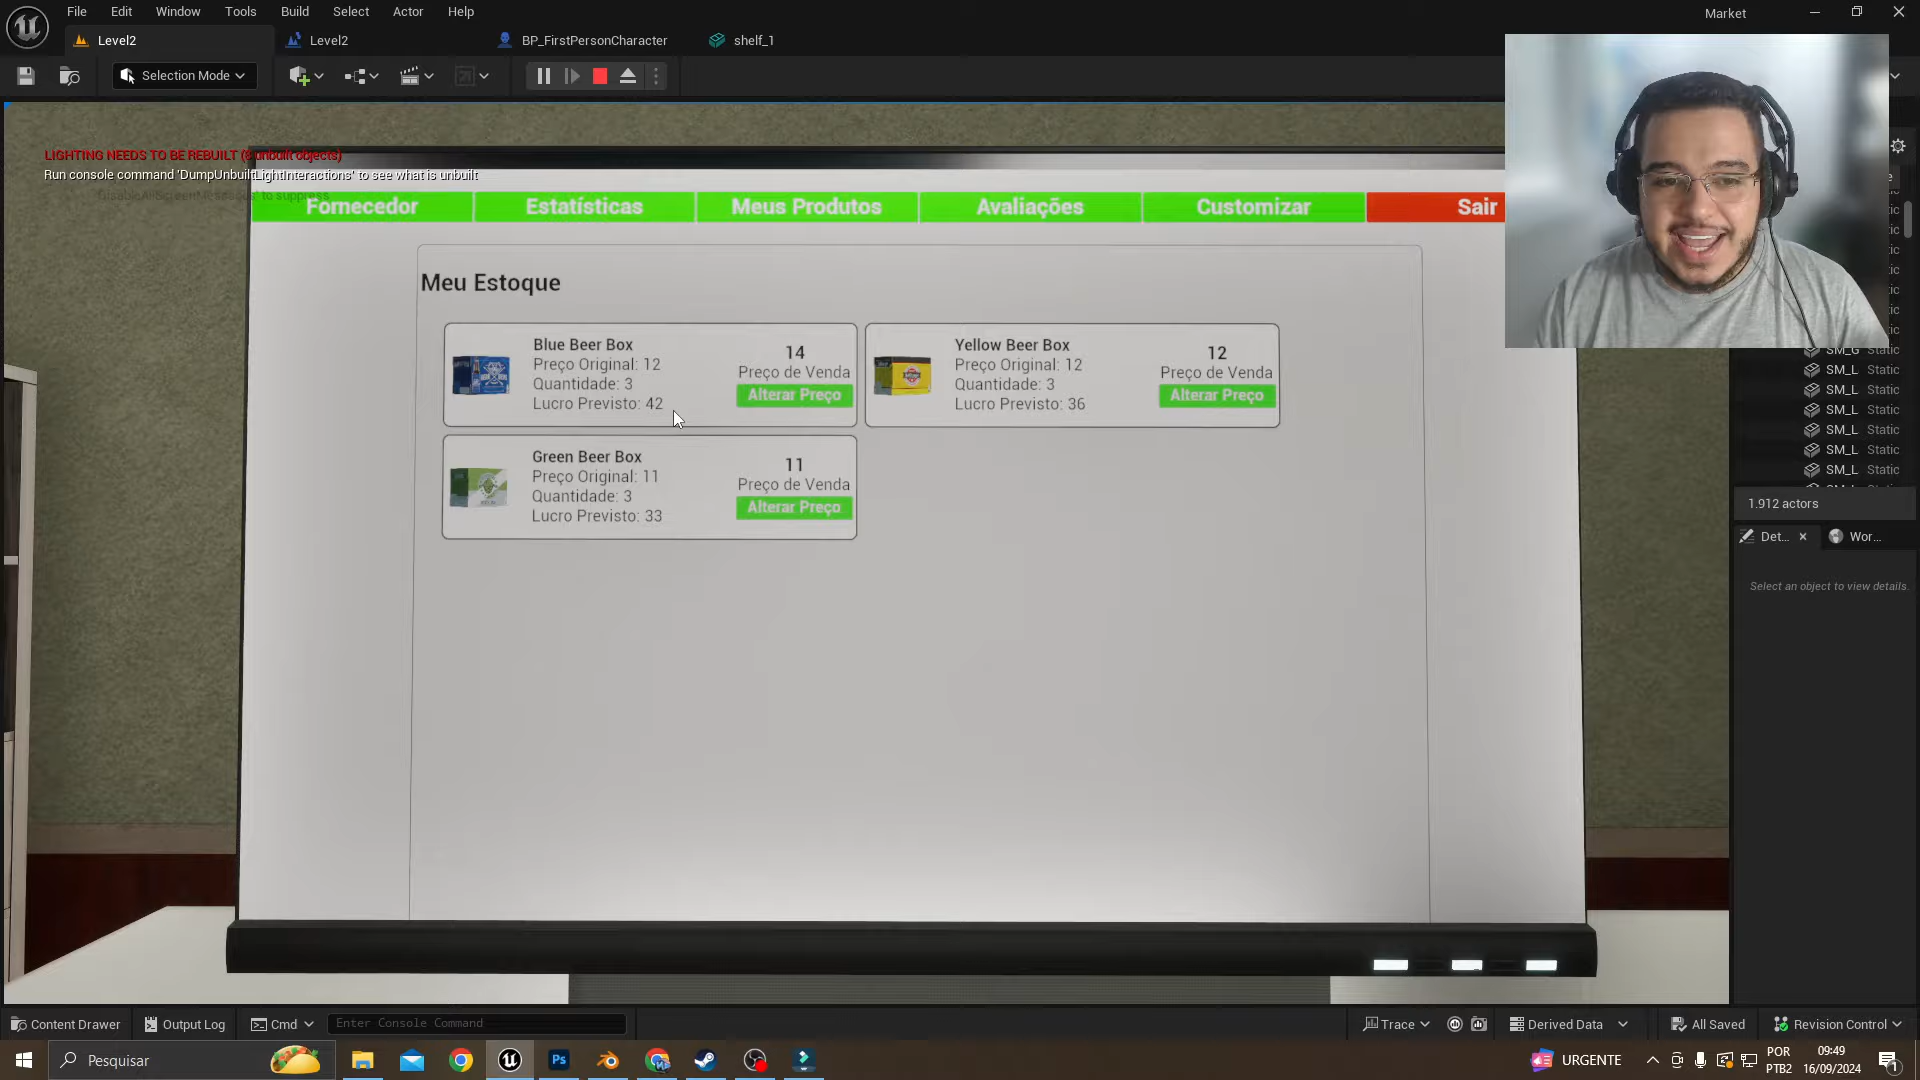 File Edit Window Tools Build Select Actor Help
Market
Level2
Level2
BP_FirstPersonCharacter
shelf_1
Selection Mode
LIGHTING NEEDS TO BE REBUILT (8 unbuilt objects)
Run console command 'DumpUnbuiltLightInteractions' to see what is unbuilt
to suppress
Fornecedor
Estatísticas
Meus Produtos
Avaliações
Customizar
Sair
Meu Estoque
Blue Beer Box
Preço Original: 12
Quantidade: 3
Lucro Previsto: 42
14
Preço de Venda
Alterar Preço
Yellow Beer Box
Preço Original: 12
Quantidade: 3
Lucro Previsto: 36
12
Preço de Venda
Alterar Preço
Green Beer Box
Preço Original: 11
Quantidade: 3
Lucro Previsto: 33
11
Preço de Venda
Alterar Preço
SM_L Static
SM_L Static
SM_L Static
SM_L Static
SM_L Static
SM_L Static
1.912 actors
Det...
Wor...
Select an object to view details.
Content Drawer
Output Log
Cmd
Enter Console Command
Trace
Derived Data
All Saved
Revision Control
Pesquisar
Ps
URGENTE
POR
PTB2
09:49
16/09/2024
1